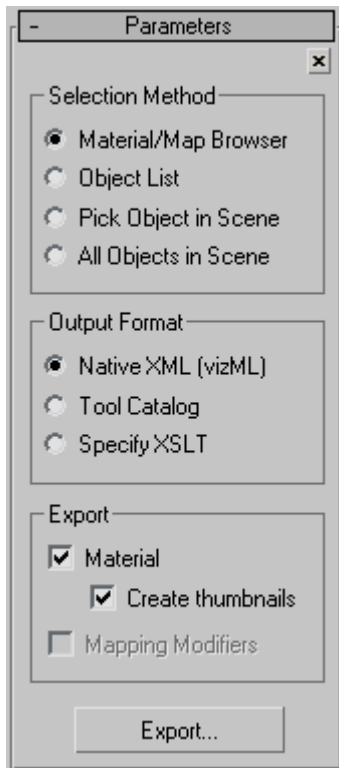 - Parameters
x
Selection Method
Material/Map Browser
Object List
Pick Object in Scene
All Objects in Scene
Output Format
Native XML (vizML)
Tool Catalog
Specify XSLT
Export
Material
Create thumbnails
Mapping Modifiers
Export...